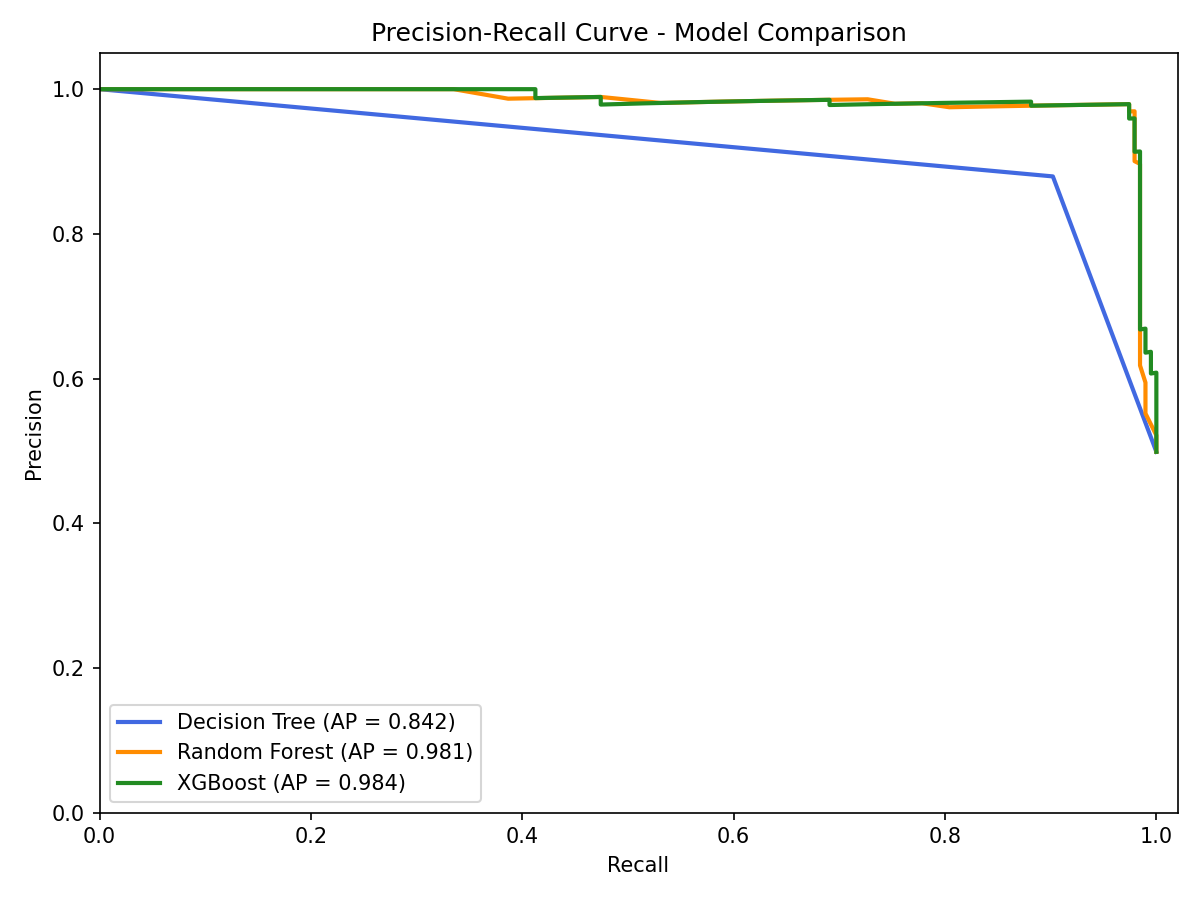 Precision-Recall Curve - Model Comparison
1.0
0.8
0.6
0.4
0.2
0.0
Precision
Decision Tree (AP = 0.842)
Random Forest (AP = 0.981)
XGBoost (AP = 0.984)
0.0 0.2 0.4 0.6 0.8 1.0
Recall